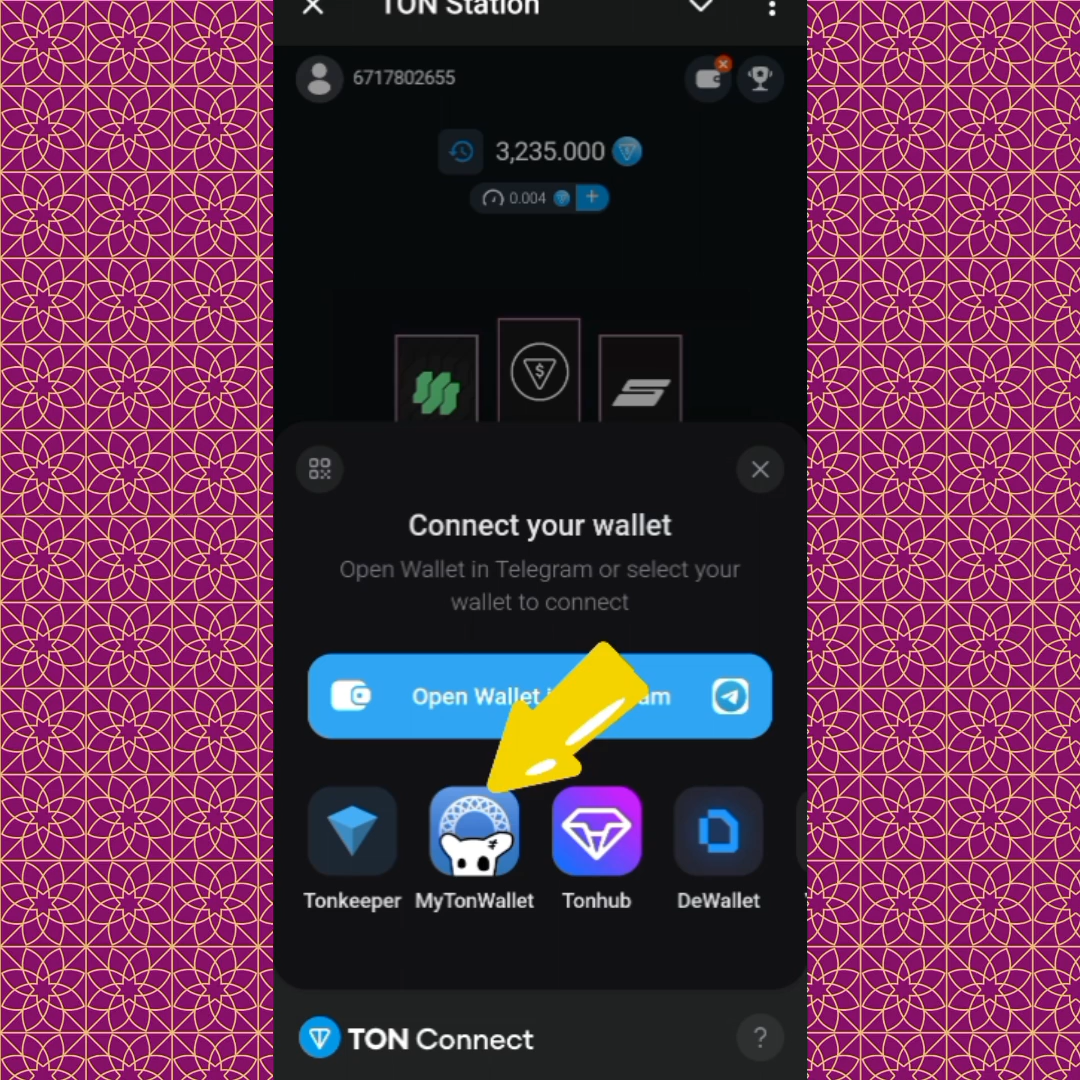 TON Station
6717802655
3,235.000
0.004
Connect your wallet
Open Wallet in Telegram or select your
wallet to connect
Open Wallet
Tonkeeper MyTonWallet Tonhub DeWallet
TON Connect
?